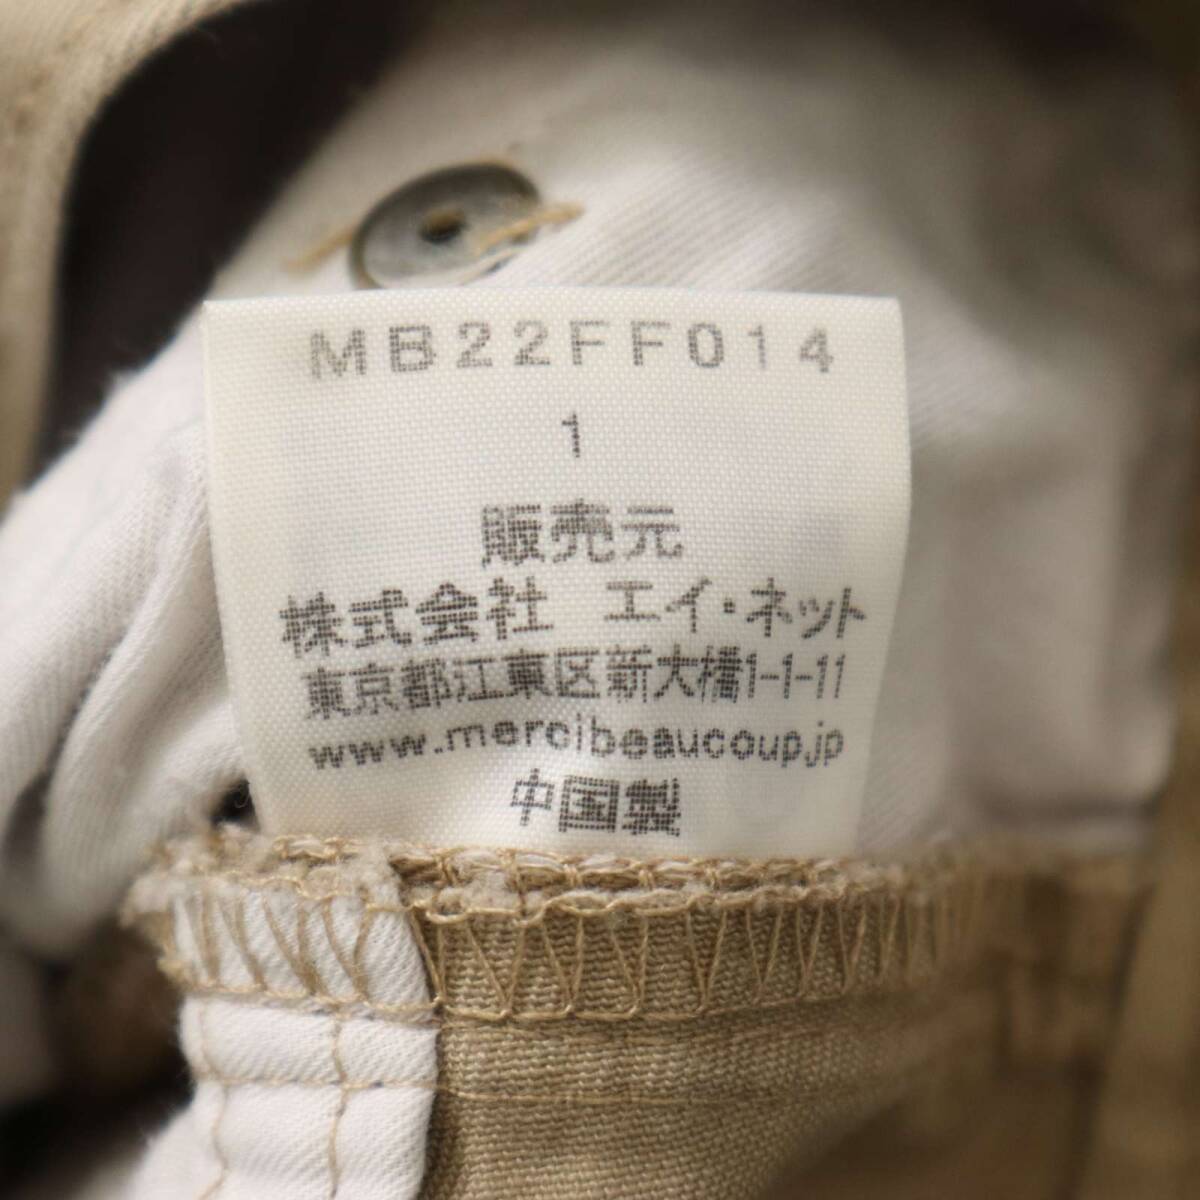 MB22FF014
1
販売元
株式会社 エイ・ネット
東京都江東区新大橋1-1-11
www.mercibeaucoup.jp
中国製